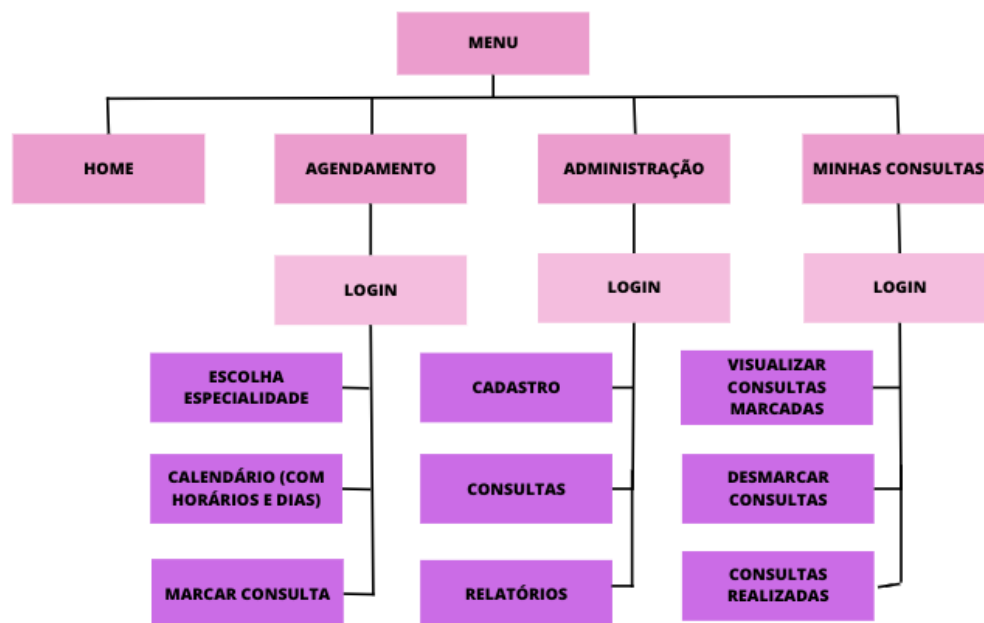 MENU
HOME
AGENDAMENTO
ADMINISTRAÇÃO
MINHAS CONSULTAS
LOGIN
LOGIN
LOGIN
ESCOLHA
ESPECIALIDADE
CADASTRO
VISUALIZAR
CONSULTAS
MARCADAS
CALENDÁRIO (COM
HORÁRIOS E DIAS)
CONSULTAS
DESMARCAR
CONSULTAS
MARCAR CONSULTA
RELATÓRIOS
CONSULTAS
REALIZADAS